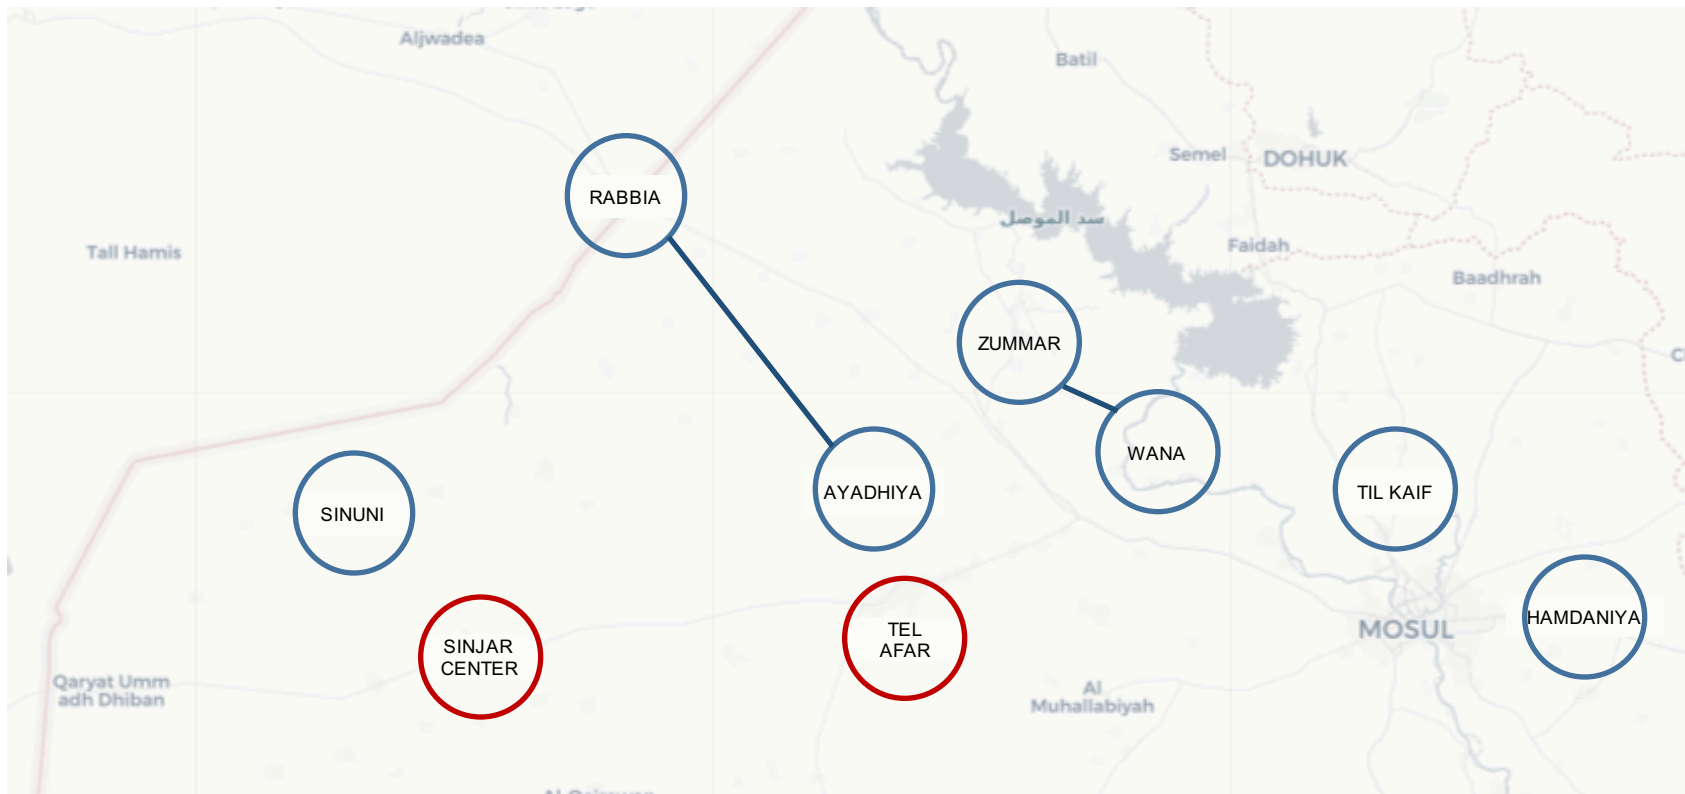 Aljwadea
Batil
Semel
DOHUK
RABBIA
سد الموصل
Tall Hamis
Faidah
Baadhrah
ZUMMAR
WANA
AYADHIYA
TIL KAIF
SINUNI
HAMDANIYA
MOSUL
TEL
AFAR
SINJAR
CENTER
Qaryat Umm
adh Dhiban
Al
Muhallabiyah